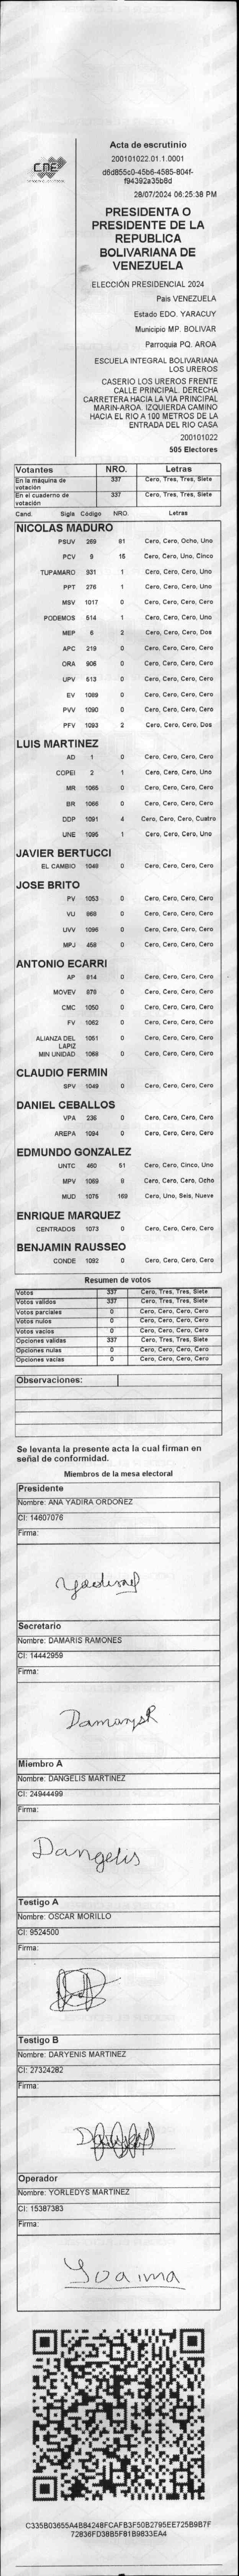 CNE
Acta de escrutinio
200101022.01.1.0001
d6d855c0-45b6-4585-804f-
f94392a35b8d
28/07/2024 06:25:38 PM
PRESIDENTA O
PRESIDENTE DE LA
REPUBLICA
BOLIVARIANA DE
VENEZUELA
ELECCIÓN PRESIDENCIAL 2024
Pais VENEZUELA
Estado EDO. YARACUY
Municipio MP. BOLIVAR
Parroquia PQ. AROA
ESCUELA INTEGRAL BOLIVARIANA
LOS UREROS
CASERIO LOS UREROS FRENTE
CALLE PRINCIPAL. DERECHA
CARRETERA HACIA LA VIA PRINCIPAL
MARIN-AROA. IZQUIERDA CAMINO
HACIA EL RIO A 100 METROS DE LA
ENTRADA DEL RIO CASA
200101022
505 Electores
Votantes NRO. Letras
En la máquina de votación 337 Cero, Tres, Tres, Siete
En el cuaderno de votación 337 Cero, Tres, Tres, Siete
Cand. Sigla Código NRO. Letras
NICOLAS MADURO
PSUV 269 81 Cero, Cero, Ocho, Uno
PCV 9 15 Cero, Cero, Uno, Cinco
TUPAMARO 931 1 Cero, Cero, Cero, Uno
PPT 276 1 Cero, Cero, Cero, Uno
MSV 1017 0 Cero, Cero, Cero, Cero
PODEMOS 514 1 Cero, Cero, Cero, Uno
MEP 6 2 Cero, Cero, Cero, Dos
APC 219 0 Cero, Cero, Cero, Cero
ORA 906 0 Cero, Cero, Cero, Cero
UPV 513 0 Cero, Cero, Cero, Cero
EV 1089 0 Cero, Cero, Cero, Cero
PVV 1090 0 Cero, Cero, Cero, Cero
PFV 1093 2 Cero, Cero, Cero, Dos
LUIS MARTINEZ
AD 1 0 Cero, Cero, Cero, Cero
COPEI 2 1 Cero, Cero, Cero, Uno
MR 1065 0 Cero, Cero, Cero, Cero
BR 1066 0 Cero, Cero, Cero, Cero
DDP 1091 4 Cero, Cero, Cero, Cuatro
UNE 1095 1 Cero, Cero, Cero, Uno
JAVIER BERTUCCI
EL CAMBIO 1048 0 Cero, Cero, Cero, Cero
JOSE BRITO
PV 1053 0 Cero, Cero, Cero, Cero
VU 868 0 Cero, Cero, Cero, Cero
UVV 1096 0 Cero, Cero, Cero, Cero
MPJ 458 0 Cero, Cero, Cero, Cero
ANTONIO ECARRI
AP 814 0 Cero, Cero, Cero, Cero
MOVEV 876 0 Cero, Cero, Cero, Cero
CMC 1050 0 Cero, Cero, Cero, Cero
FV 1062 0 Cero, Cero, Cero, Cero
ALIANZA DEL LAPIZ 1051 0 Cero, Cero, Cero, Cero
MIN UNIDAD 1068 0 Cero, Cero, Cero, Cero
CLAUDIO FERMIN
SPV 1049 0 Cero, Cero, Cero, Cero
DANIEL CEBALLOS
VPA 236 0 Cero, Cero, Cero, Cero
AREPA 1094 0 Cero, Cero, Cero, Cero
EDMUNDO GONZALEZ
UNTC 460 51 Cero, Cero, Cinco, Uno
MPV 1069 8 Cero, Cero, Cero, Ocho
MUD 1075 169 Cero, Uno, Seis, Nueve
ENRIQUE MARQUEZ
CENTRADOS 1073 0 Cero, Cero, Cero, Cero
BENJAMIN RAUSSEO
CONDE 1092 0 Cero, Cero, Cero, Cero
Resumen de votos
Votos 337 Cero, Tres, Tres, Siete
Votos validos 337 Cero, Tres, Tres, Siete
Votos parciales 0 Cero, Cero, Cero, Cero
Votos nulos 0 Cero, Cero, Cero, Cero
Votos vacios 0 Cero, Cero, Cero, Cero
Opciones validas 337 Cero, Tres, Tres, Siete
Opciones nulas 0 Cero, Cero, Cero, Cero
Opciones vacias 0 Cero, Cero, Cero, Cero
Observaciones:
Se levanta la presente acta la cual firman en
señal de conformidad.
Miembros de la mesa electoral
Presidente
Nombre: ANA YADIRA ORDOÑEZ
CI: 14607076
Firma:
Secretario
Nombre: DAMARIS RAMONES
CI: 14442959
Firma:
DamarysR
Miembro A
Nombre: DANGELIS MARTINEZ
CI: 24944499
Firma:
Dangelis
Testigo A
Nombre: OSCAR MORILLO
CI: 9524500
Firma:
Testigo B
Nombre: DARYENIS MARTINEZ
CI: 27324282
Firma:
Operador
Nombre: YORLEDYS MARTINEZ
CI: 15387383
Firma:
Yoaima
C335B03655A4B84248FCAFB3F50B2795EE725B9B7F
72836FD38B5F81B9833EA4